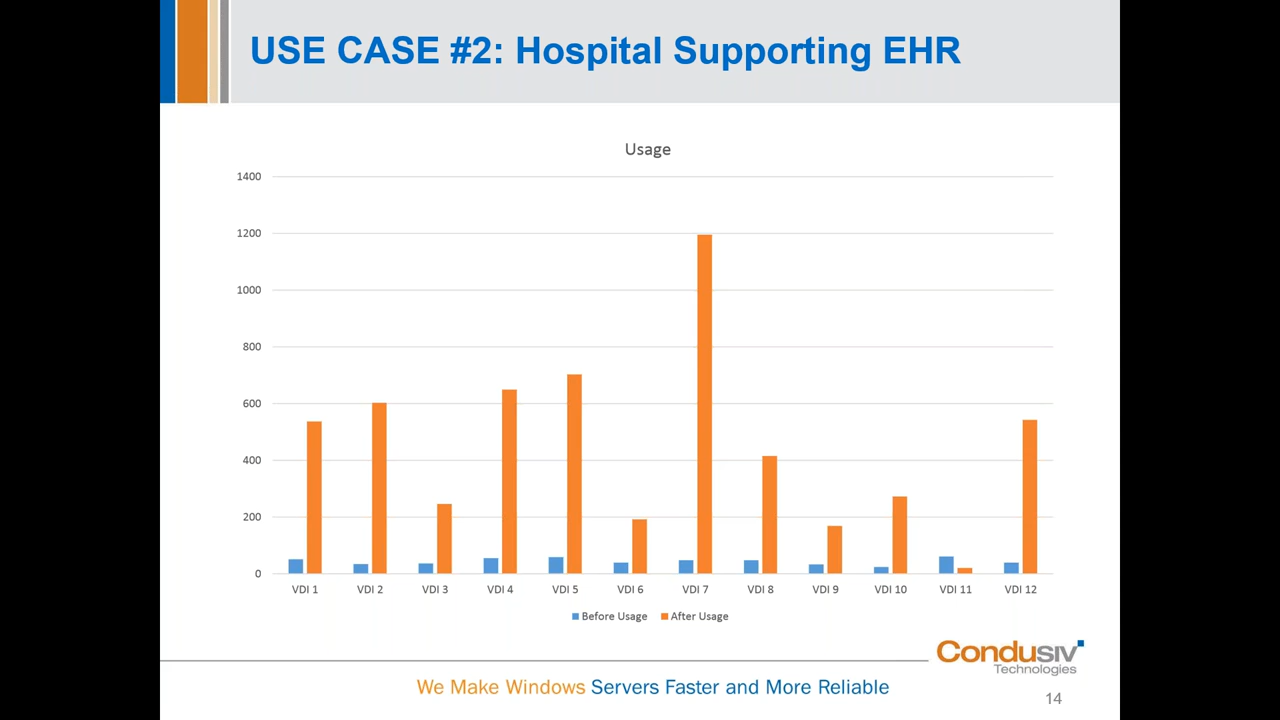 USE CASE #2: Hospital Supporting EHR
Usage
1400
1200
1000
800
600
400
200
0
VDI 1 VDI 2 VDI 3 VDI 4 VDI 5 VDI 6 VDI 7 VDI 8 VDI 9 VDI 10 VDI 11 VDI 12
Before Usage After Usage
Condusiv
Technologies
We Make Windows Servers Faster and More Reliable
14